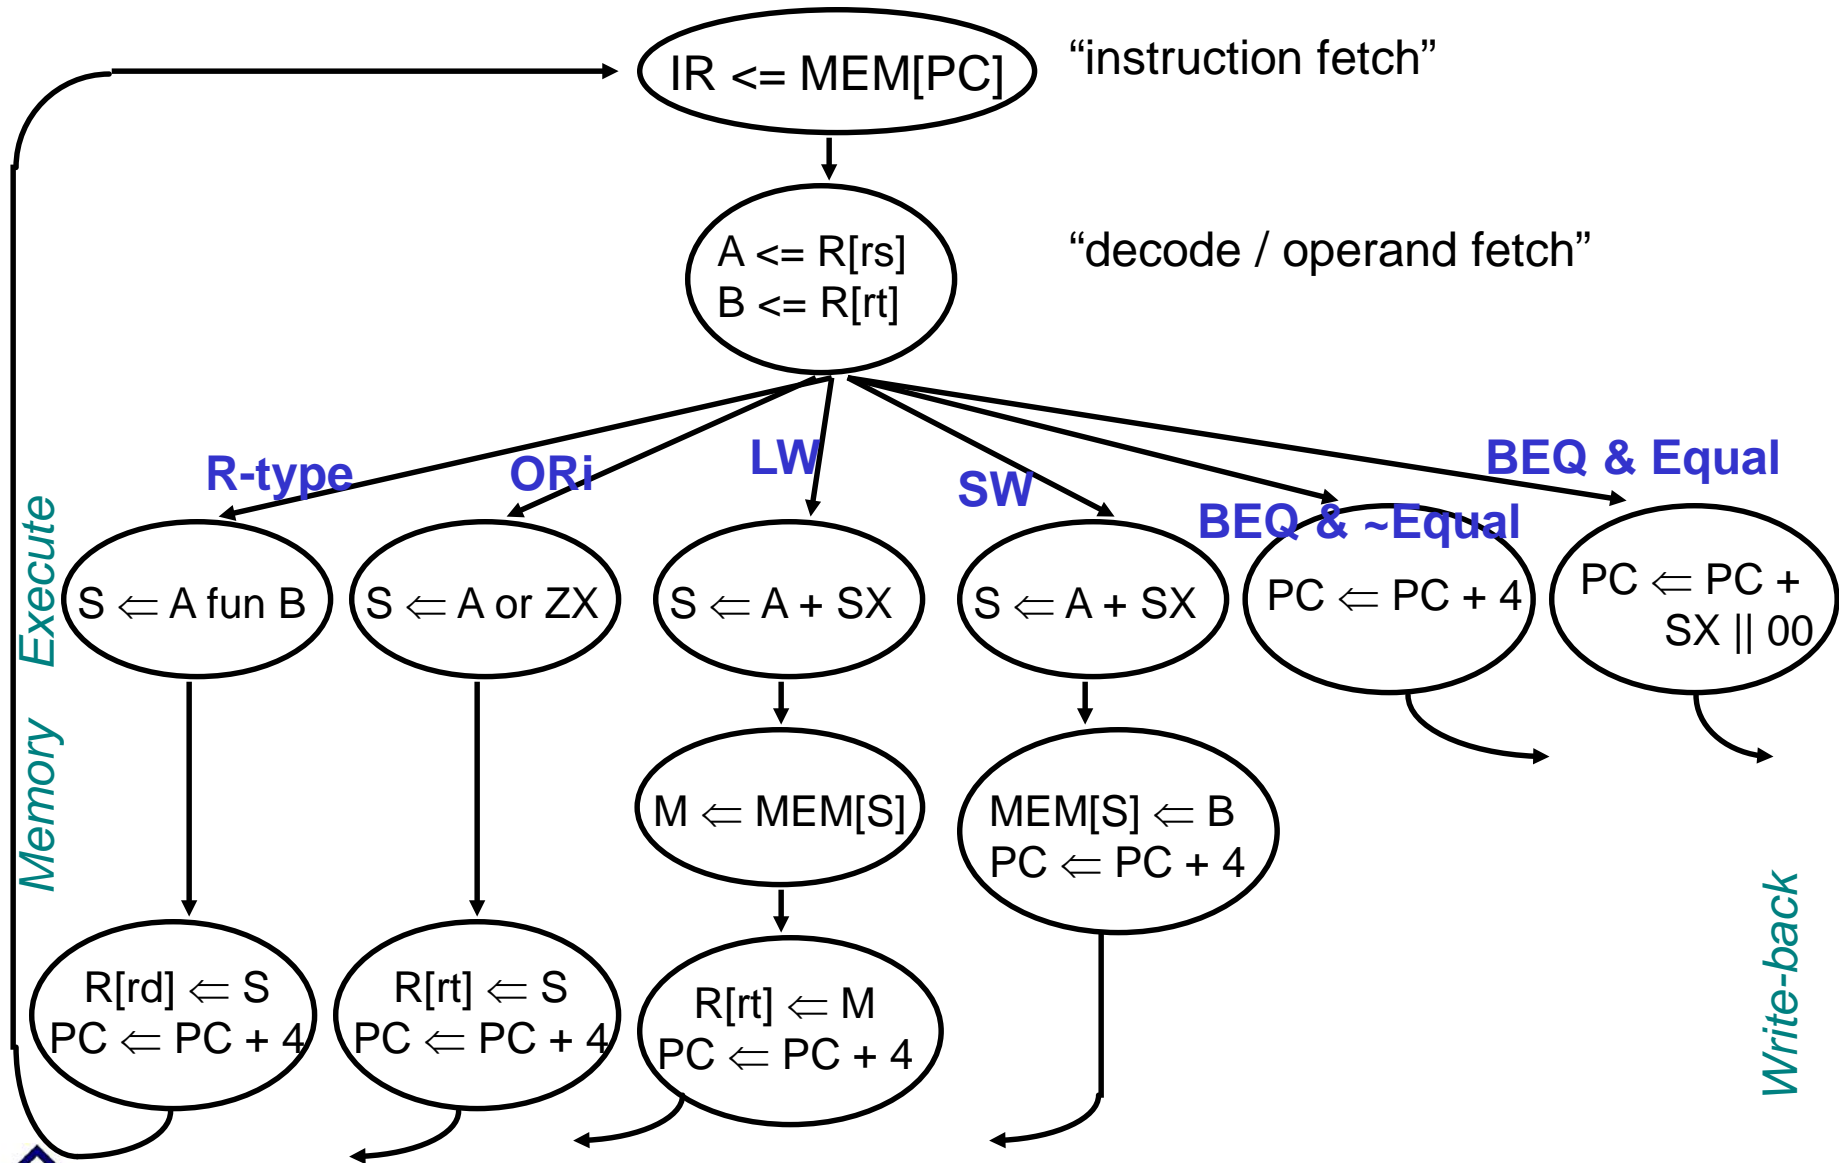 IR <= MEM[PC]
“instruction fetch”
A <= R[rs]
B <= R[rt]
“decode / operand fetch”
R-type
ORi
LW
SW
BEQ & ~Equal
BEQ & Equal
Execute
S ⇐ A fun B
S ⇐ A or ZX
S ⇐ A + SX
S ⇐ A + SX
PC ⇐ PC + 4
PC ⇐ PC +
SX || 00
Memory
M ⇐ MEM[S]
MEM[S] ⇐ B
PC ⇐ PC + 4
R[rd] ⇐ S
PC ⇐ PC + 4
R[rt] ⇐ S
PC ⇐ PC + 4
R[rt] ⇐ M
PC ⇐ PC + 4
Write-back